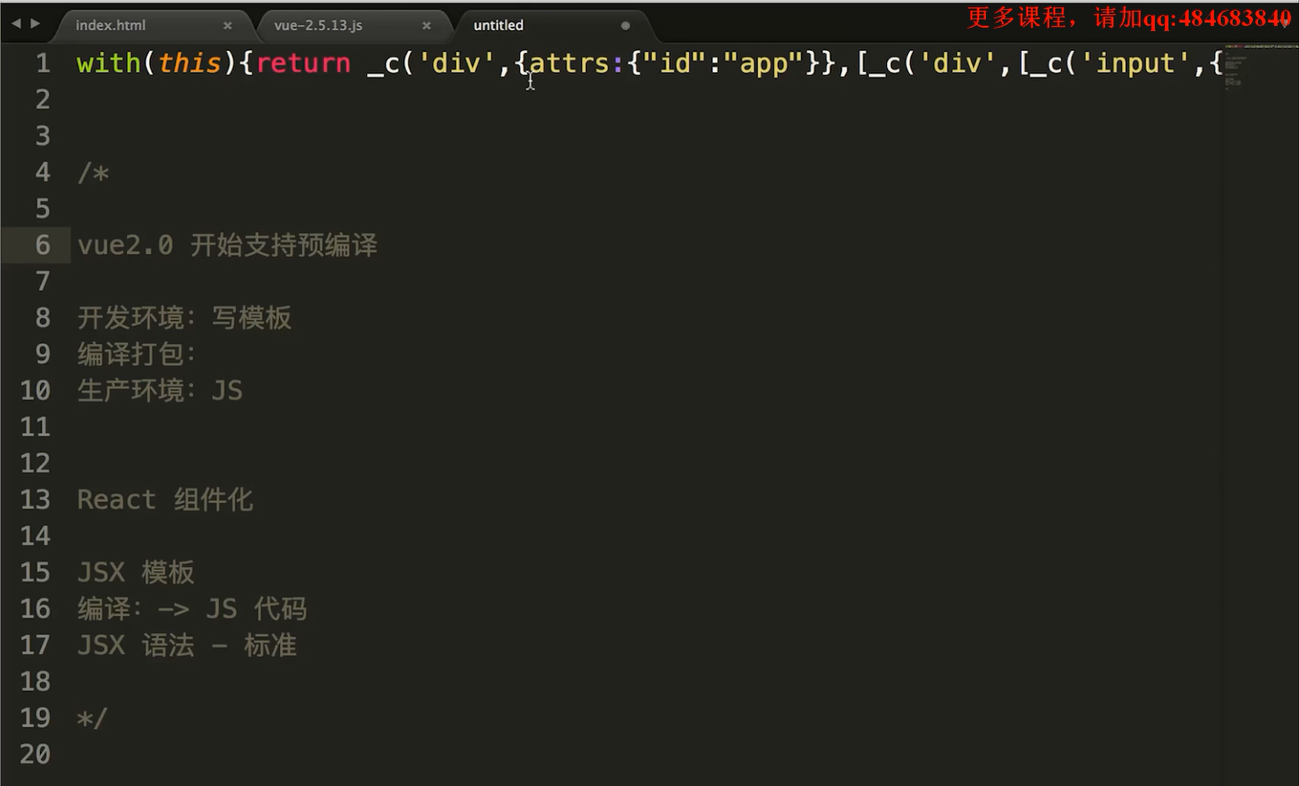 index.html
vue-2.5.13.js
untitled
更多课程，请加qq:484683840
1 with(this){return _c('div',{attrs:{"id":"app"}},[_c('div',[_c('input',{
2
3
4 /*
5
6 vue2.0 开始支持预编译
7
8 开发环境：写模板
9 编译打包：
10 生产环境：JS
11
12
13 React 组件化
14
15 JSX 模板
16 编译：-> JS 代码
17 JSX 语法 - 标准
18
19 */
20